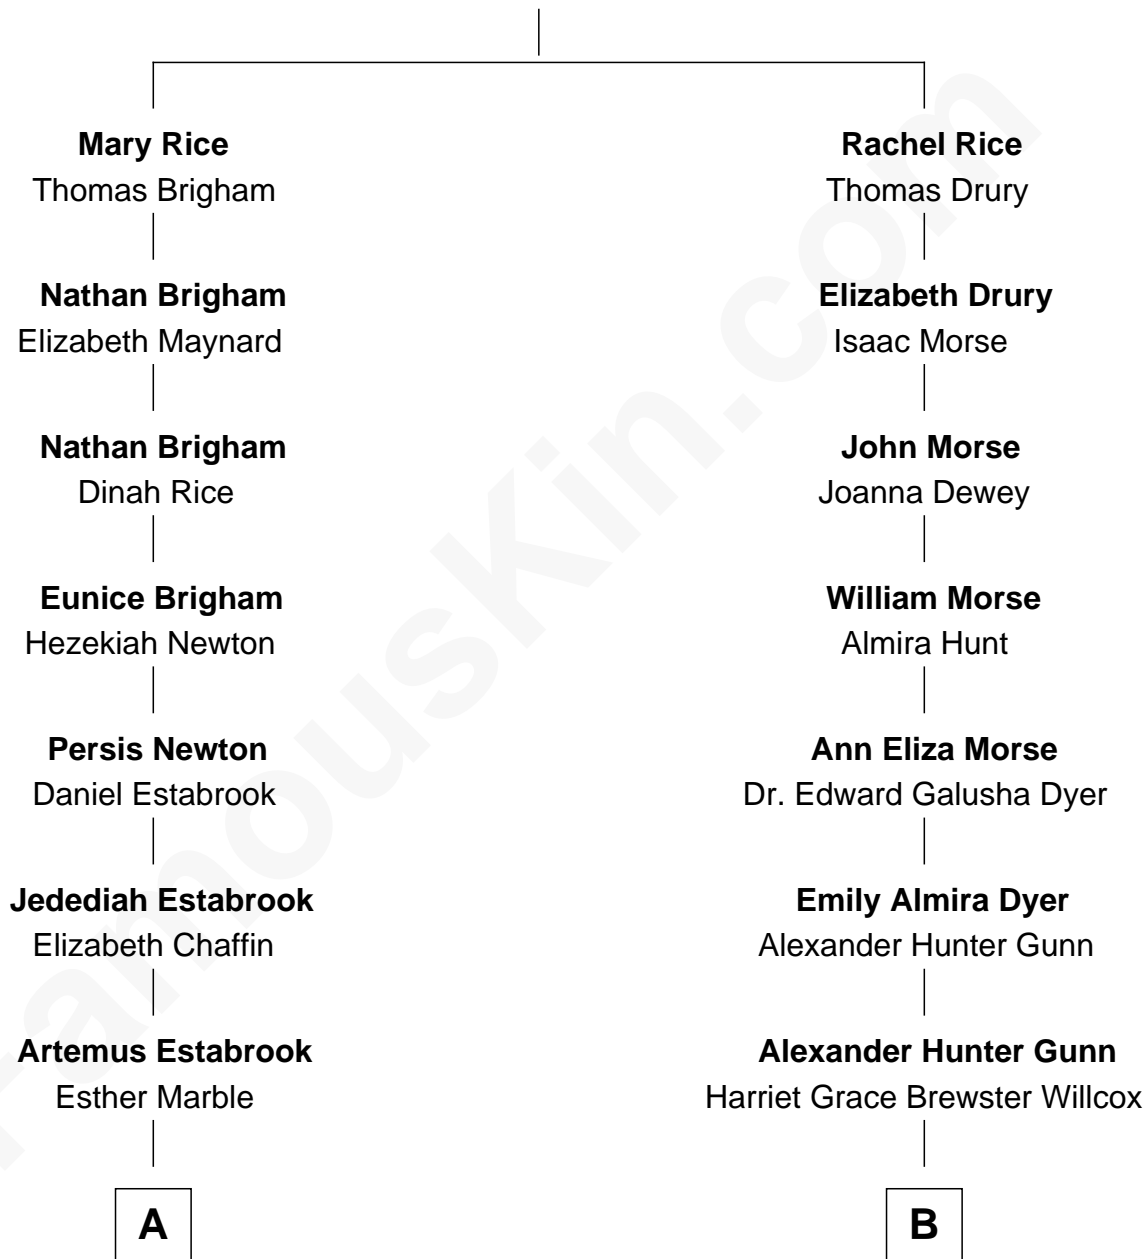 Mary Rice
Thomas Brigham
Nathan Brigham
Elizabeth Maynard
Nathan Brigham
Dinah Rice
Eunice Brigham
Hezekiah Newton
Persis Newton
Daniel Estabrook
Jedediah Estabrook
Elizabeth Chaffin
Artemus Estabrook
Esther Marble
A
Rachel Rice
Thomas Drury
Elizabeth Drury
Isaac Morse
John Morse
Joanna Dewey
William Morse
Almira Hunt
Ann Eliza Morse
Dr. Edward Galusha Dyer
Emily Almira Dyer
Alexander Hunter Gunn
Alexander Hunter Gunn
Harriet Grace Brewster Willcox
B
FamousKin.com